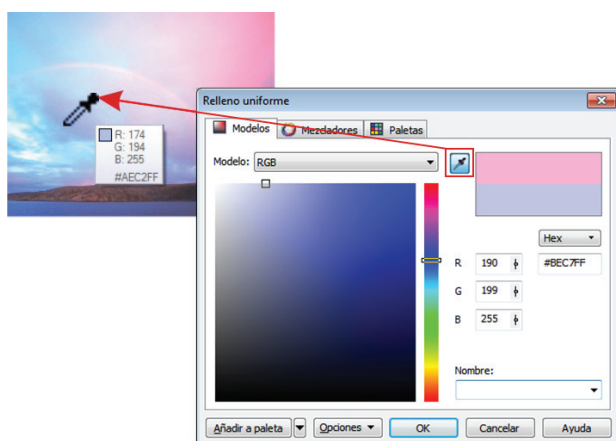 R: 174
G: 194
B: 255
#AEC2FF
Relleno uniforme
Modelos Mezcladores Paletas
Modelo: RGB
Hex
R 190 #BEC7FF
G 199
B 255
Nombre:
Añadir a paleta Opciones OK Cancelar Ayuda